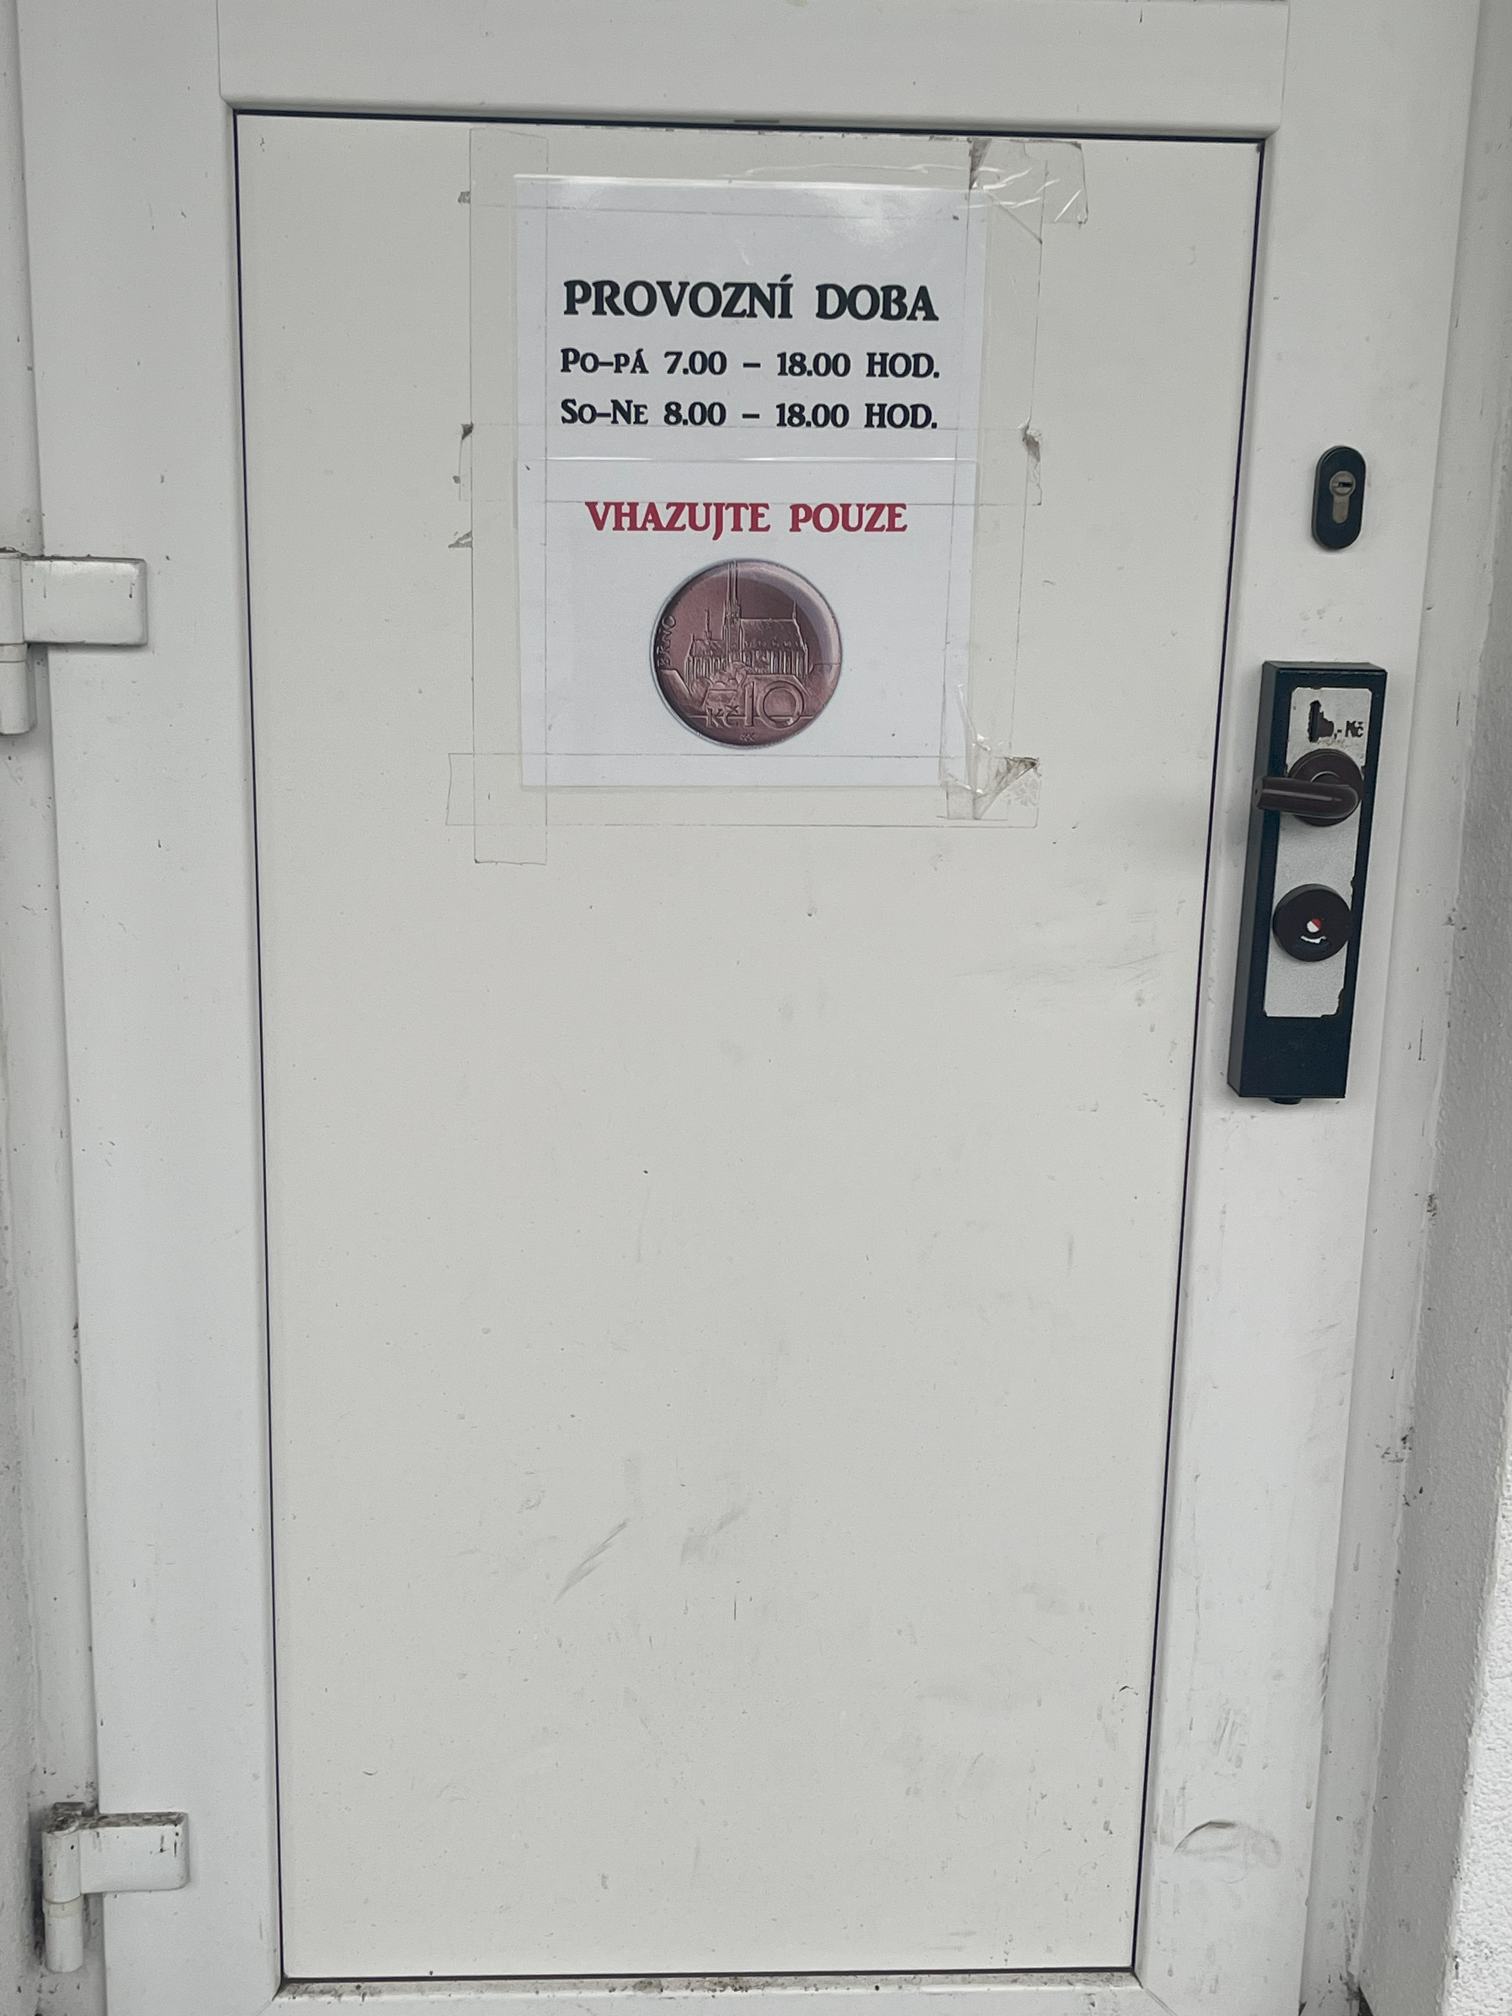 PROVOZNÍ DOBA
PO–PÁ 7.00 – 18.00 HOD.
SO–NE 8.00 – 18.00 HOD.
VHAZUJTE POUZE
BRNO
Kč 10
,- Kč